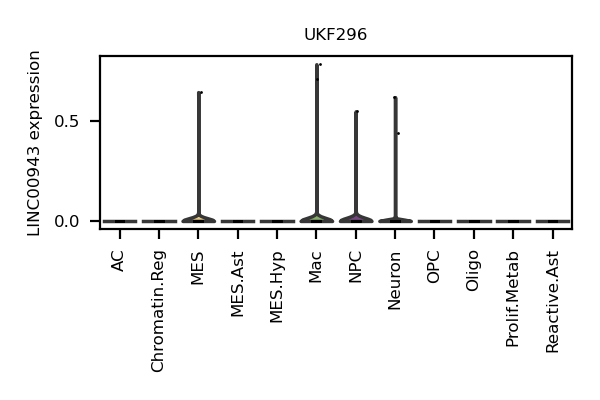 UKF296
LINC00943 expression
0.5
0.0
AC
Chromatin.Reg
MES
MES.Ast
MES.Hyp
Mac
NPC
Neuron
OPC
Oligo
Prolif.Metab
Reactive.Ast